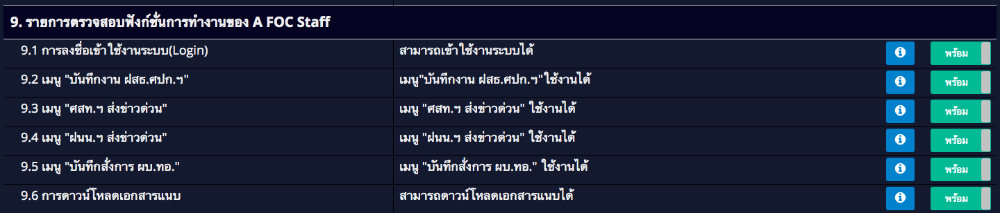 9. รายการตรวจสอบฟังก์ชั่นการทำงานของ A FOC Staff
9.1 การลงชื่อเข้าใช้งานระบบ(Login) สามารถเข้าใช้งานระบบได้ พร้อม
9.2 เมนู "บันทึกงาน ฝสธ.ศปก.ฯ" เมนู"บันทึกงาน ฝสธ.ศปก.ฯ"ใช้งานได้ พร้อม
9.3 เมนู "ศสท.ฯ ส่งข่าวด่วน" เมนู "ศสท.ฯ ส่งข่าวด่วน" ใช้งานได้ พร้อม
9.4 เมนู "ฝนน.ฯ ส่งข่าวด่วน" เมนู "ฝนน.ฯ ส่งข่าวด่วน" ใช้งานได้ พร้อม
9.5 เมนู "บันทึกสั่งการ ผบ.ทอ." เมนู "บันทึกสั่งการ ผบ.ทอ." ใช้งานได้ พร้อม
9.6 การดาวน์โหลดเอกสารแนบ สามารถดาวน์โหลดเอกสารแนบได้ พร้อม